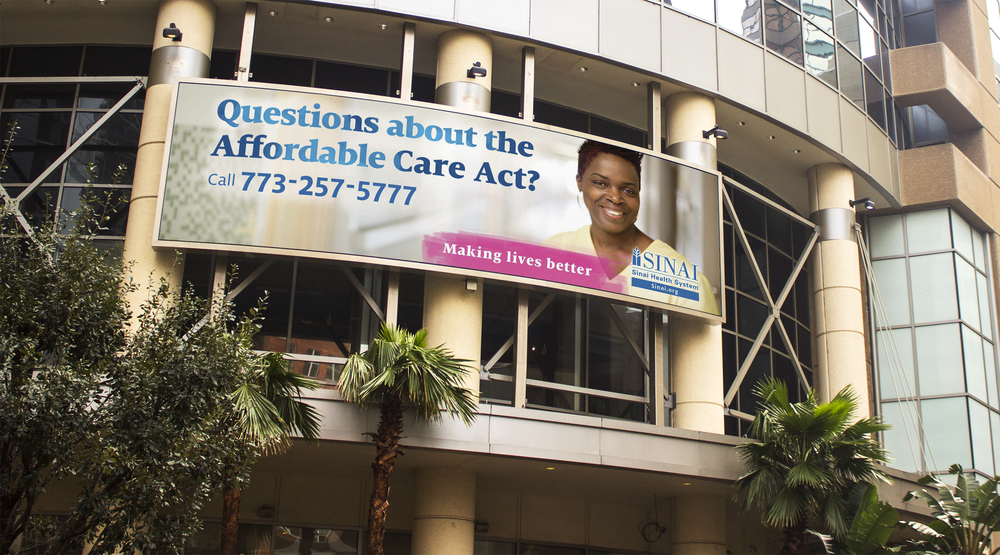 Questions about the
Affordable Care Act?
Call 773-257-5777
Making lives better
SINAI
Sinai Health System
Sinai.org